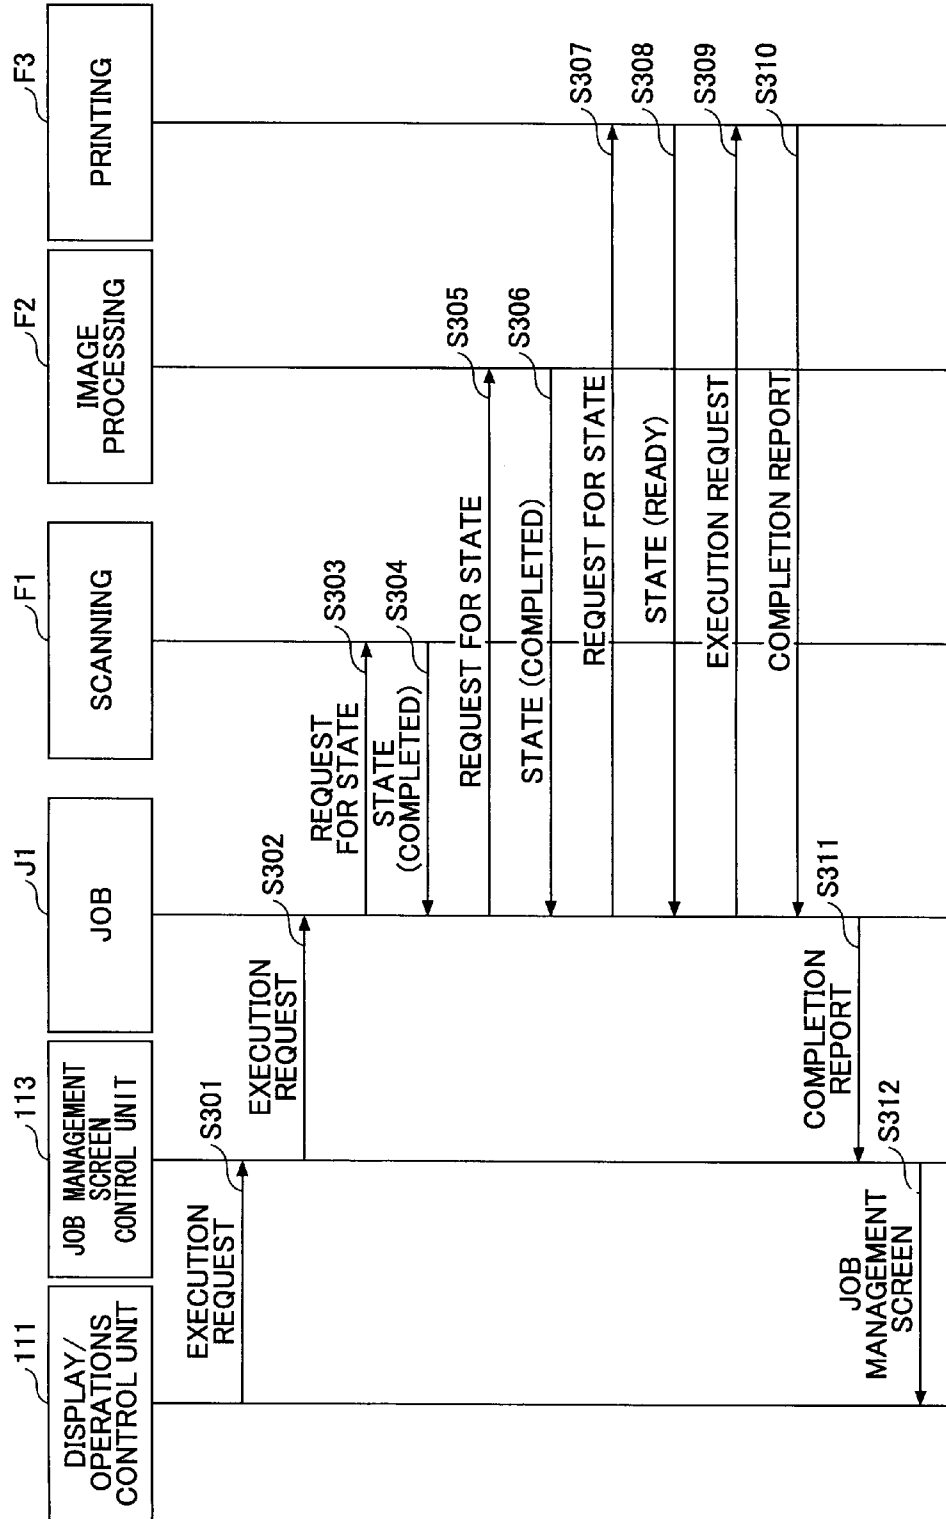 111
DISPLAY/
OPERATIONS
CONTROL UNIT
113
JOB MANAGEMENT
SCREEN
CONTROL UNIT
J1
JOB
F1
SCANNING
F2
IMAGE
PROCESSING
F3
PRINTING
EXECUTION
REQUEST
S301
EXECUTION
REQUEST
S302
REQUEST
FOR STATE
S303
STATE
(COMPLETED)
S304
REQUEST FOR STATE
S305
STATE (COMPLETED)
S306
REQUEST FOR STATE
S307
STATE (READY)
S308
EXECUTION REQUEST
S309
COMPLETION REPORT
S310
COMPLETION
REPORT
S311
JOB
MANAGEMENT
SCREEN
S312